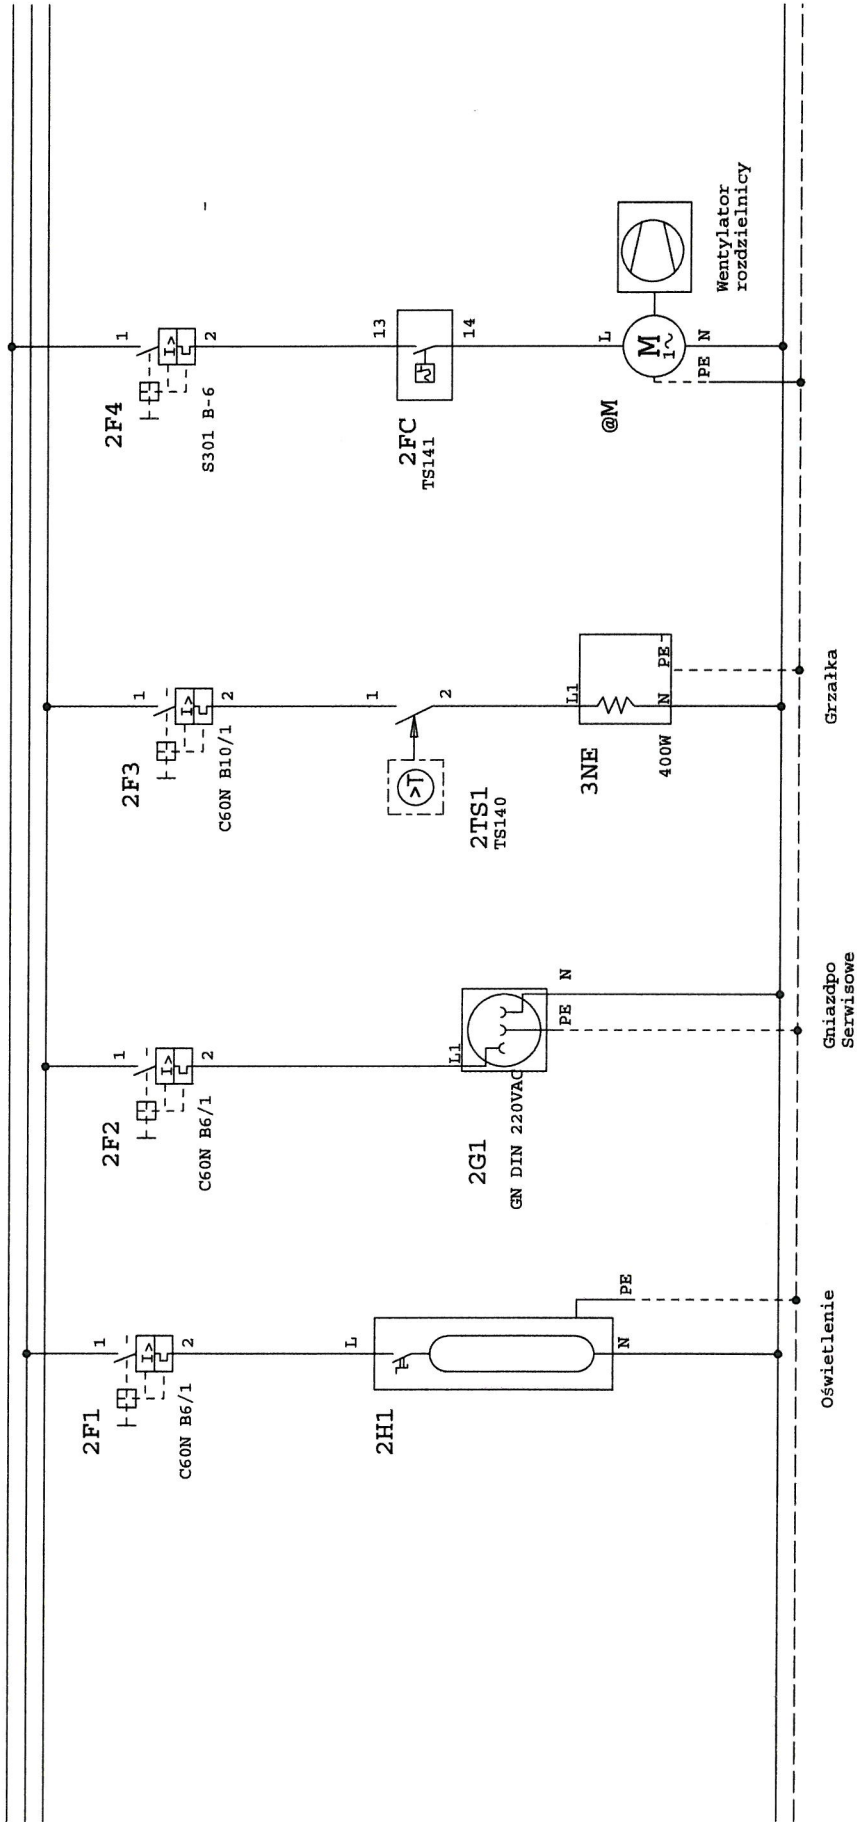 2F1
C60N B6/1
1
2
2H1
L
N
PE
Oświetlenie
2F2
C60N B6/1
1
I>
2
2G1
GN DIN 220VAC
L1
PE
N
Gniazdpo
Serwisowe
2F3
C60N B10/1
1
I>
2
2TS1
TS140
>T
1
2
3NE
400W
L1
N
PE
Grzałka
2F4
S301 B-6
1
I>
2
2FC
TS141
13
14
@M
L
M
1~
PE
N
Wentylator
rozdzielnicy